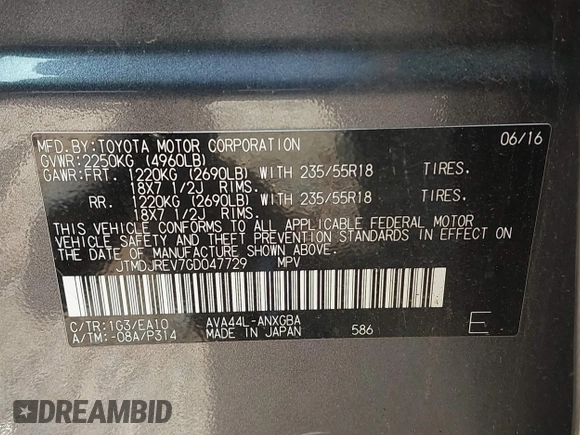 MFD.BY:TOYOTA MOTOR CORPORATION 06/16
GVWR:2250KG (4960LB)
GAWR:FRT. 1220KG (2690LB) WITH 235/55R18 TIRES.
18X7 1/2J RIMS.
RR. 1220KG (2690LB) WITH 235/55R18 TIRES.
18X7 1/2J RIMS.
THIS VEHICLE CONFORMS TO ALL APPLICABLE FEDERAL MOTOR
VEHICLE SAFETY AND THEFT PREVENTION STANDARDS IN EFFECT ON
THE DATE OF MANUFACTURE SHOWN ABOVE.
JTMDJREV7GD047729 MPV
C/TR:1G3/EA10 AVA44L-ANXGBA
A/TM:-08A/P314 MADE IN JAPAN 586 E
DREAMBID